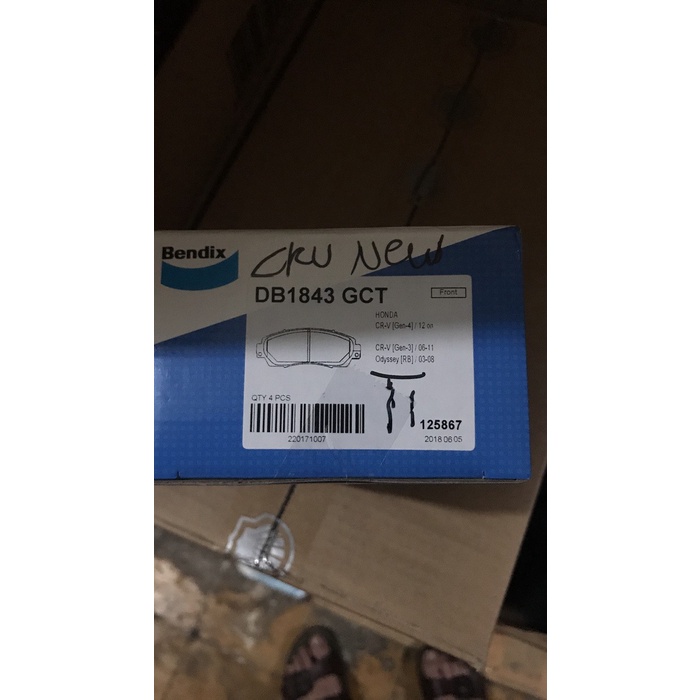 Bendix
CRV New
DB1843 GCT
Front
HONDA
CR-V [Gen-4] / 12 on
CR-V [Gen-3] / 06-11
Odyssey [RB] / 03-08
QTY 4 PCS
220171007
125867
2018 06 05